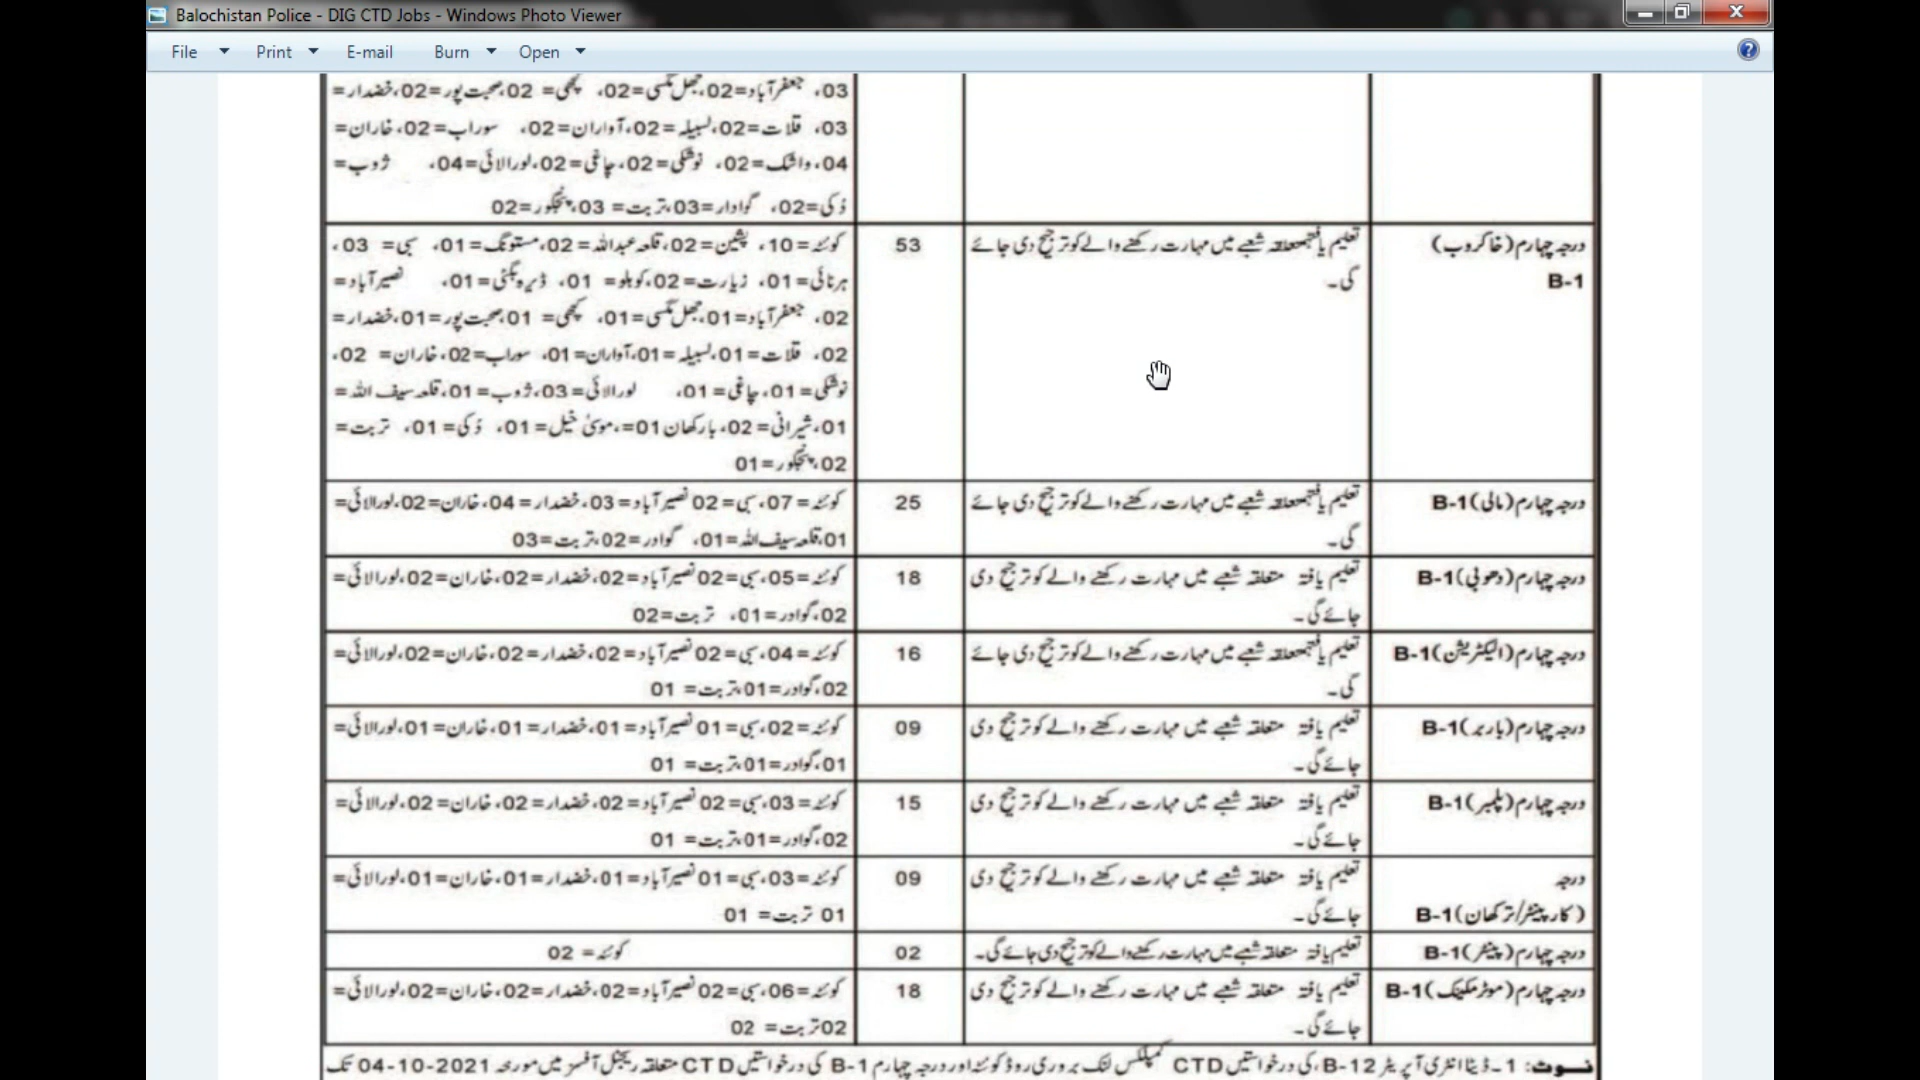 Balochistan Police - DIG CTD Jobs - Windows Photo Viewer
File Print E-mail Burn Open
03، جعفرآباد=02،جھل مگسی=02، کچھی= 02،صحبت پور=02،خضدار=
03، قلات=02،لسبیلہ=02،آواران=02، سوراب=02،خاران=
04،واشک=02، نوشکی=02،چاغی=02،لورالائی=04، ژوب=
دُکی=02، گوادار=03،تربت= 03،پنجگور=02
درجہ چہارم(خاکروب)
B-1
تعلیم یافتہمتعلقہ شعبے میں مہارت رکھنے والے کو ترجیح دی جائے
گی۔
53
کوئٹہ=10، پشین=02،قلعہ عبداللہ=02،مستونگ=01، سبی= 03،
ہرنائی=01، زیارت=02،کوہلو= 01، ڈیرہ بگٹی=01، نصیرآباد=
02، جعفرآباد=01،جھل مگسی=01، کچھی= 01،صحبت پور=01،خضدار=
02، قلات=01،لسبیلہ=01،آواران=01، سوراب=02،خاران= 02،
نوشکی=01،چاغی=01، لورالائی=03،ژوب=01،قلعہ سیف اللہ=
01،شیرانی=02،بارکھان01=،موسیٰ خیل=01، دُکی=01، تربت=
02،پنجگور=01
درجہ چہارم(مالی)B-1
تعلیم یافتہمتعلقہ شعبے میں مہارت رکھنے والے کو ترجیح دی جائے
گی۔
25
کوئٹہ=07،سبی=02 نصیرآباد=03،خضدار=04،خاران=02،لورالائی=
01،قلعہ سیف اللہ=01، گوادر=02،تربت=03
درجہ چہارم(دھوبی)B-1
تعلیم یافتہ متعلقہ شعبے میں مہارت رکھنے والے کو ترجیح دی
جائے گی۔
18
کوئٹہ=05،سبی=02 نصیرآباد=02،خضدار=02،خاران=02،لورالائی=
02،گوادر=01، تربت=02
درجہ چہارم(الیکٹریشن)B-1
تعلیم یافتہمتعلقہ شعبے میں مہارت رکھنے والے کو ترجیح دی جائے
گی۔
16
کوئٹہ=04،سبی=02 نصیرآباد=02،خضدار=02،خاران=02،لورالائی=
02،گوادر=01،تربت= 01
درجہ چہارم(باربر)B-1
تعلیم یافتہ متعلقہ شعبے میں مہارت رکھنے والے کو ترجیح دی
جائے گی۔
09
کوئٹہ=02،سبی=01 نصیرآباد=01،خضدار=01،خاران=01،لورالائی=
01،گوادر=01،تربت= 01
درجہ چہارم(پلمبر)B-1
تعلیم یافتہ متعلقہ شعبے میں مہارت رکھنے والے کو ترجیح دی
جائے گی۔
15
کوئٹہ=03،سبی=02 نصیرآباد=02،خضدار=02،خاران=02،لورالائی=
02،گوادر=01،تربت= 01
درجہ
(کارپینٹر/ترکھان)B-1
تعلیم یافتہ متعلقہ شعبے میں مہارت رکھنے والے کو ترجیح دی
جائے گی۔
09
کوئٹہ=03،سبی=01 نصیرآباد=01،خضدار=01،خاران=01،لورالائی=
01 تربت= 01
درجہ چہارم(پینٹر)B-1
تعلیم یافتہ متعلقہ شعبے میں مہارت رکھنے والے کو ترجیح دی جائے گی۔
02
کوئٹہ= 02
درجہ چہارم(موٹرمکینک)B-1
تعلیم یافتہ متعلقہ شعبے میں مہارت رکھنے والے کو ترجیح دی
جائے گی۔
18
کوئٹہ=06،سبی=02 نصیرآباد=02،خضدار=02،خاران=02،لورالائی=
02تربت= 02
نوٹ: 1۔ڈیٹا انٹری آپریٹر B-12،کی درخواستیں CTD کمپلکس لنک بروری روڈ کوئٹہ اور درجہ چہارم B-1 کی درخواستیں CTD متعلقہ ریجنل آفسز میں مورخہ 04-10-2021 تک